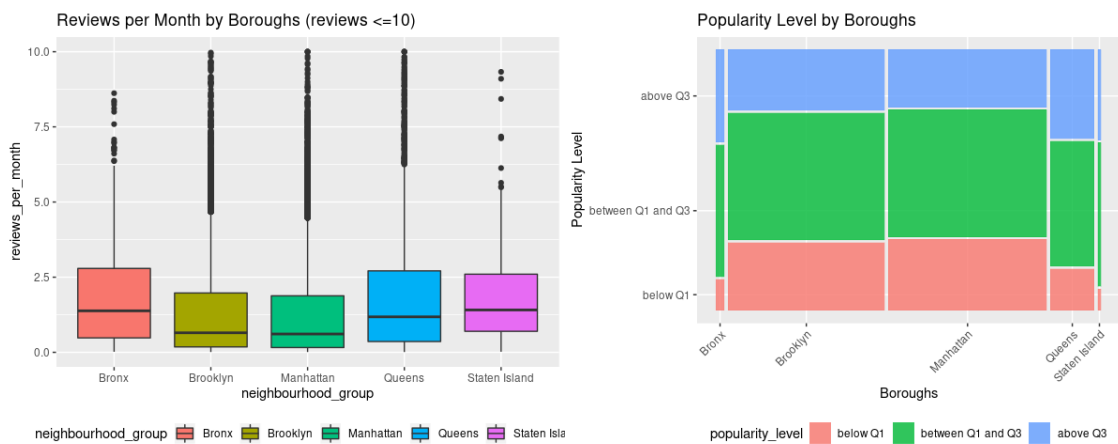 Reviews per Month by Boroughs (reviews <=10)
reviews_per_month
10.0
7.5
5.0
2.5
0.0
Bronx
Brooklyn
Manhattan
Queens
Staten Island
neighbourhood_group
neighbourhood_group Bronx Brooklyn Manhattan Queens Staten Isla
Popularity Level by Boroughs
Popularity Level
above Q3
between Q1 and Q3
below Q1
Bronx
Brooklyn
Manhattan
Queens
Staten Island
Boroughs
popularity_level below Q1 between Q1 and Q3 above Q3